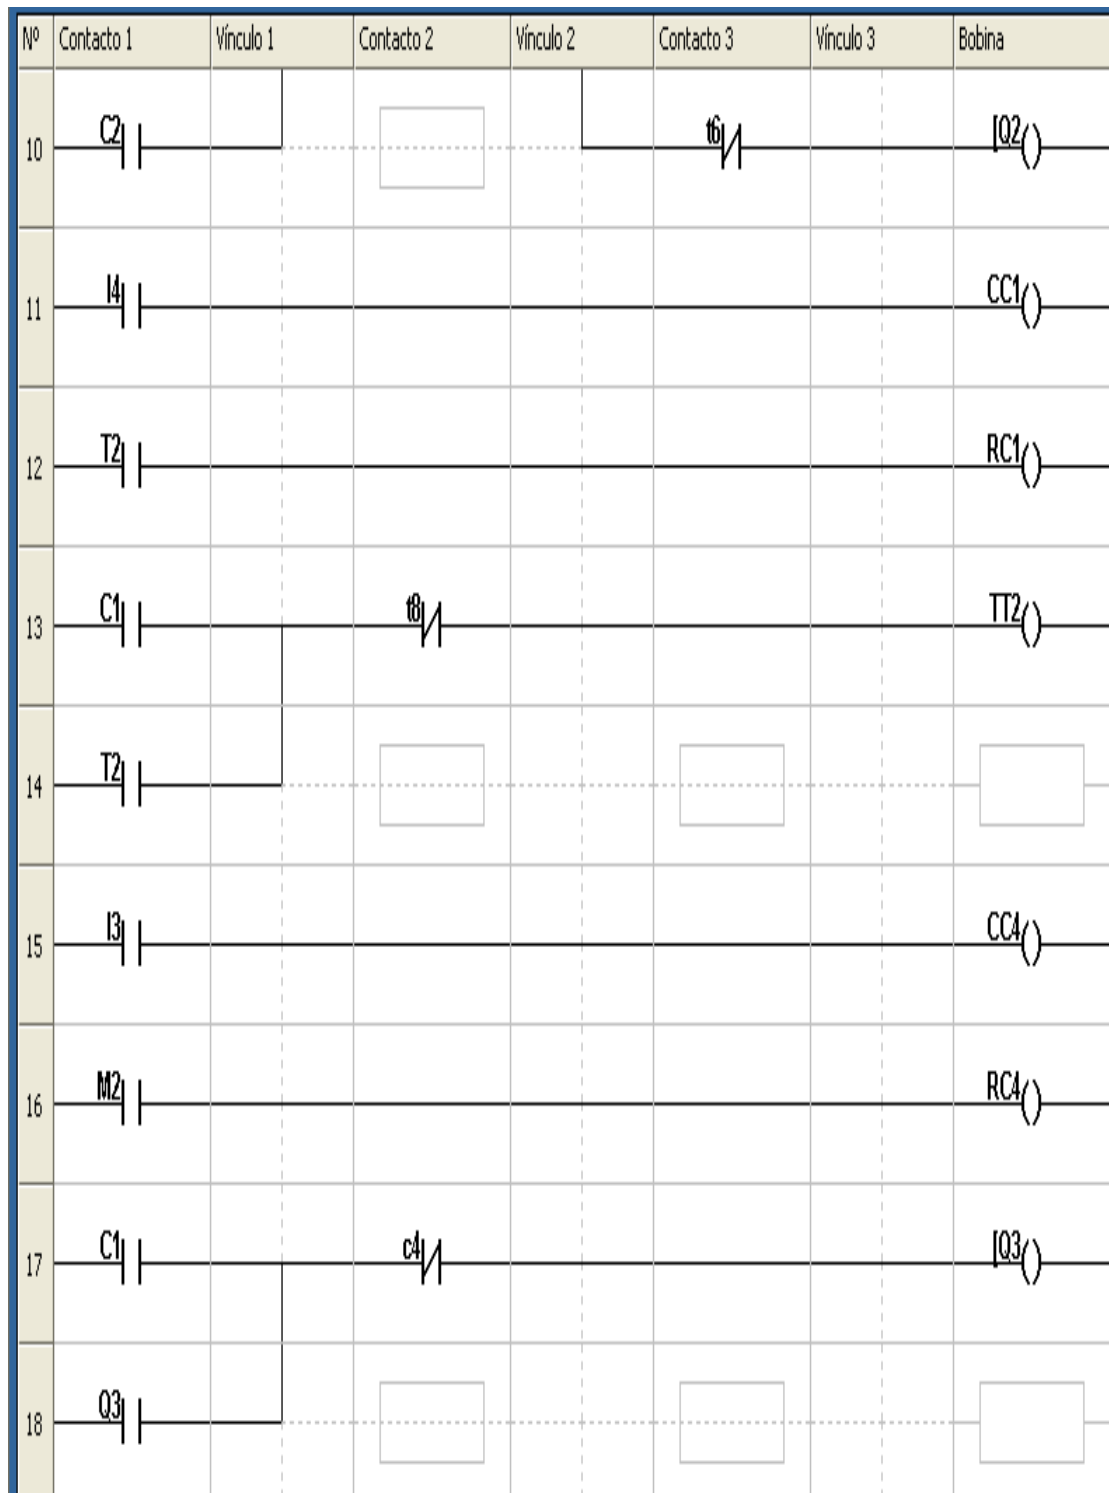 Nº Contacto 1 Vínculo 1 Contacto 2 Vínculo 2 Contacto 3 Vínculo 3 Bobina
10 C2 t6 [Q2
11 I4 CC1
12 T2 RC1
13 C1 t8 TT2
14 T2
15 I3 CC4
16 M2 RC4
17 C1 c4 [Q3
18 Q3